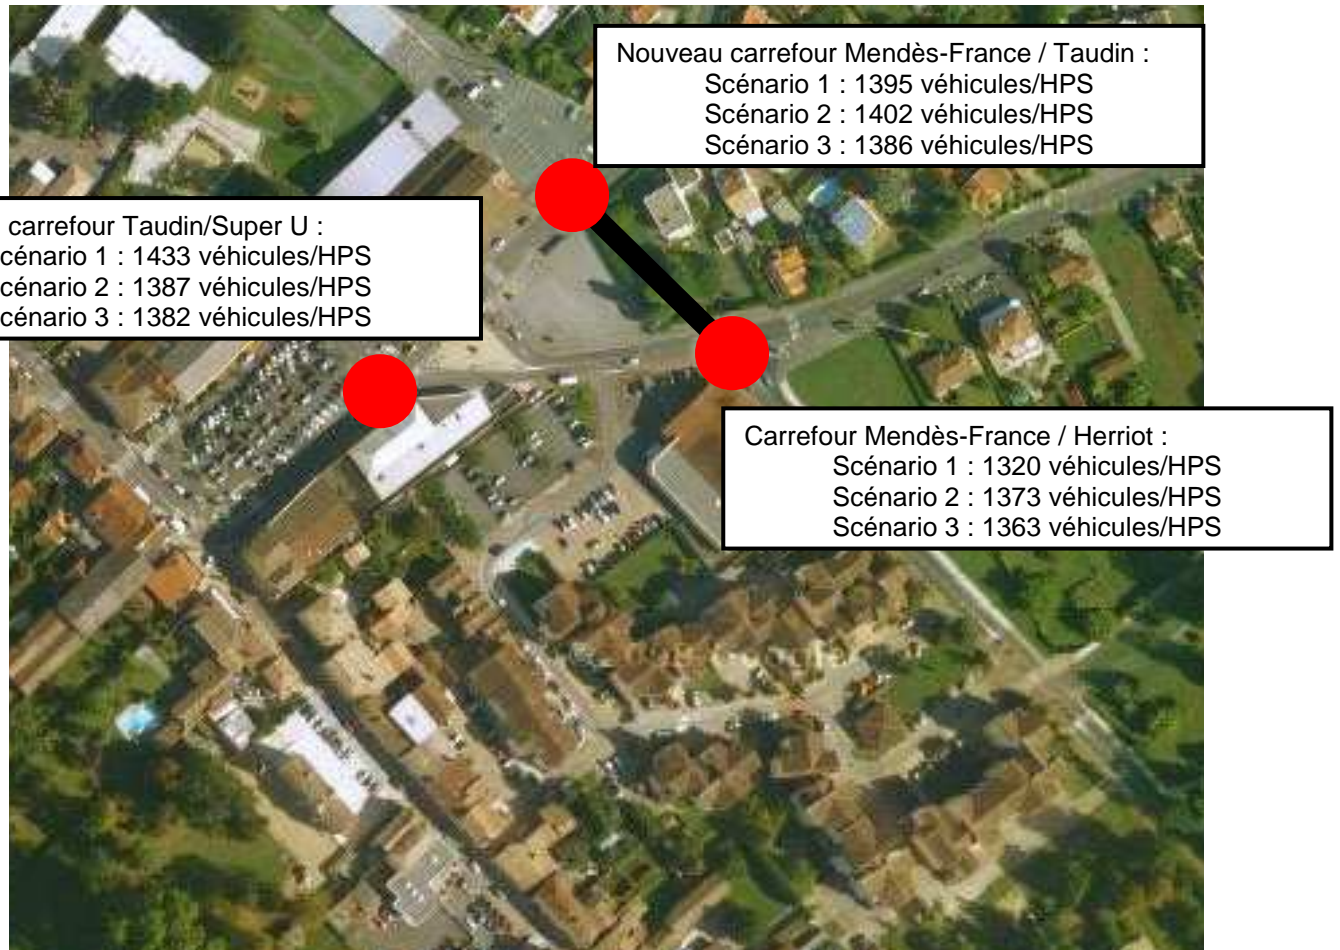 Nouveau carrefour Mendès-France / Taudin :
Scénario 1 : 1395 véhicules/HPS
Scénario 2 : 1402 véhicules/HPS
Scénario 3 : 1386 véhicules/HPS
carrefour Taudin/Super U :
cénario 1 : 1433 véhicules/HPS
cénario 2 : 1387 véhicules/HPS
cénario 3 : 1382 véhicules/HPS
Carrefour Mendès-France / Herriot :
Scénario 1 : 1320 véhicules/HPS
Scénario 2 : 1373 véhicules/HPS
Scénario 3 : 1363 véhicules/HPS